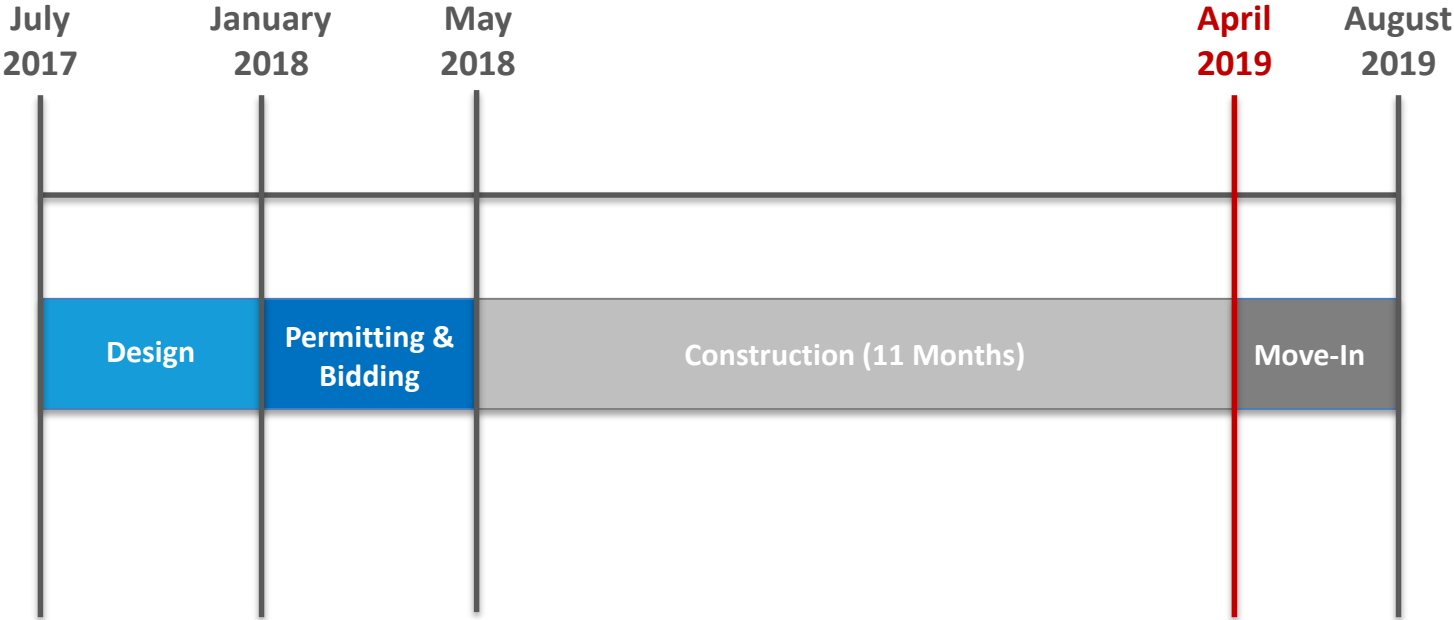 July
2017
January
2018
May
2018
April
2019
August
2019
Design
Permitting &
Bidding
Construction (11 Months)
Move-In